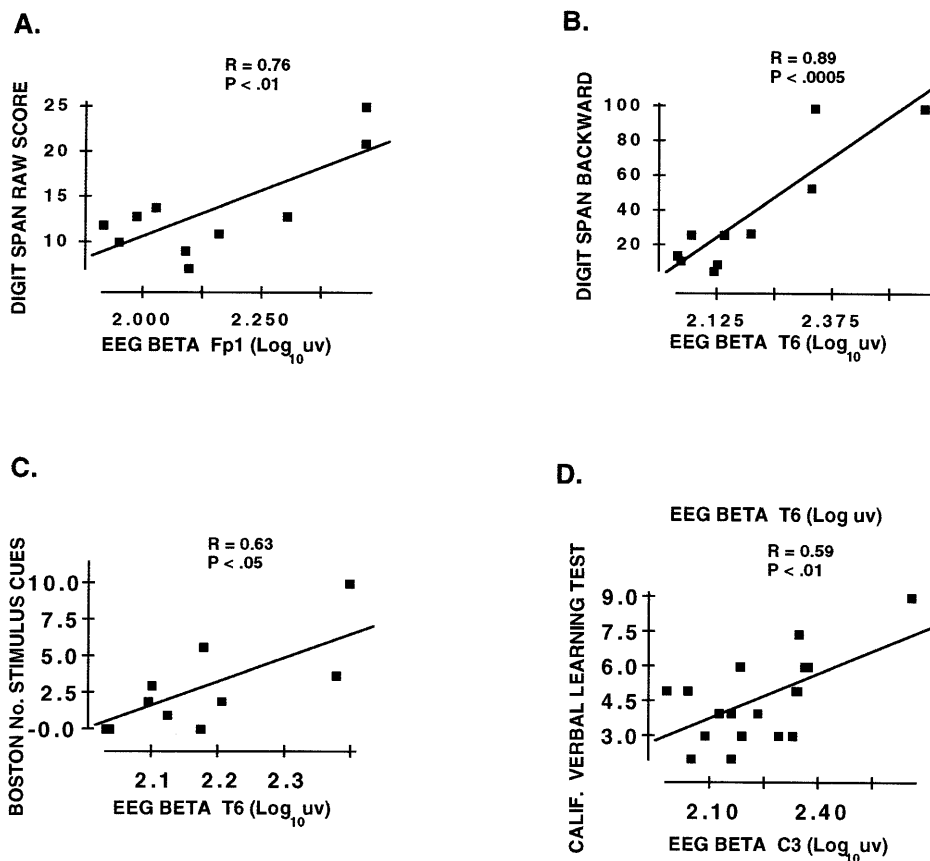 A.
R = 0.76
P < .01
DIGIT SPAN RAW SCORE
25
20
15
10
2.000 2.250
EEG BETA Fp1 (Log10uv)
B.
R = 0.89
P < .0005
DIGIT SPAN BACKWARD
100
80
60
40
20
2.125 2.375
EEG BETA T6 (Log10uv)
C.
R = 0.63
P < .05
BOSTON No. STIMULUS CUES
10.0
7.5
5.0
2.5
-0.0
2.1 2.2 2.3
EEG BETA T6 (Log10uv)
D.
EEG BETA T6 (Log uv)
R = 0.59
P < .01
CALIF. VERBAL LEARNING TEST
9.0
7.5
6.0
4.5
3.0
2.10 2.40
EEG BETA C3 (Log10uv)